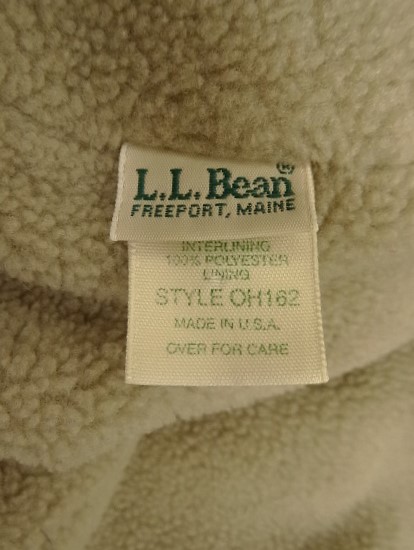 L.L.Bean®
FREEPORT, MAINE
INTERLINING
100% POLYESTER
LINING
STYLE OH162
MADE IN U.S.A.
OVER FOR CARE